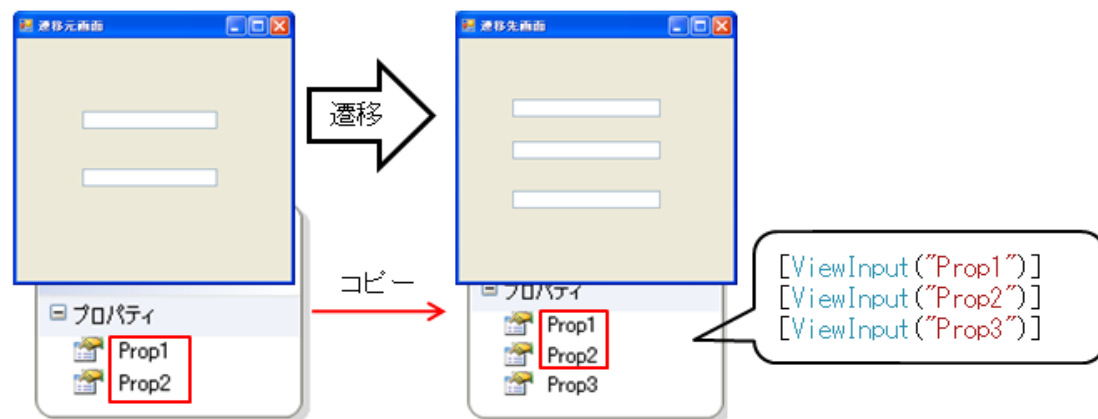 遷移元画面
遷移先画面
遷移
コピー
プロパティ
Prop1
Prop2
プロパティ
Prop1
Prop2
Prop3
[ViewInput("Prop1")]
[ViewInput("Prop2")]
[ViewInput("Prop3")]